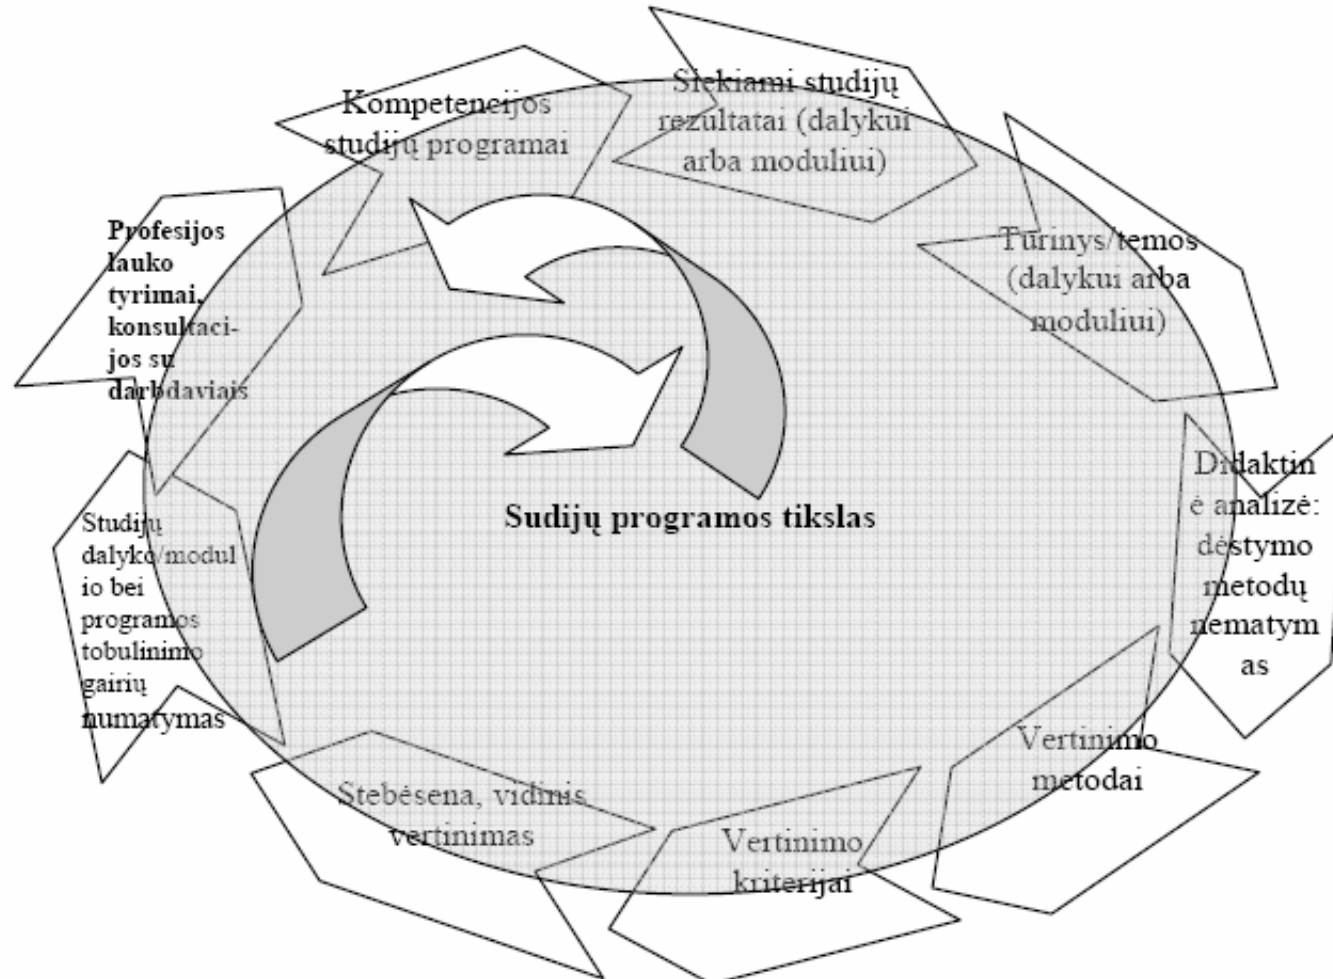 Kompetencijos
studijų programai
Siekiami studijų
rezultatai (dalykui
arba moduliui)
Turinys/temos
(dalykui arba
moduliui)
Didaktin
ė analizė:
dėstymo
metodų
nematym
as
Vertinimo
metodai
Vertinimo
kriterijai
Stebėsena, vidinis
vertinimas
Studijų
dalyko/modul
io bei
programos
tobulinimo
gairių
numatymas
Profesijos
lauko
tyrimai,
konsultaci-
jos su
darbdaviais
Sudijų programos tikslas